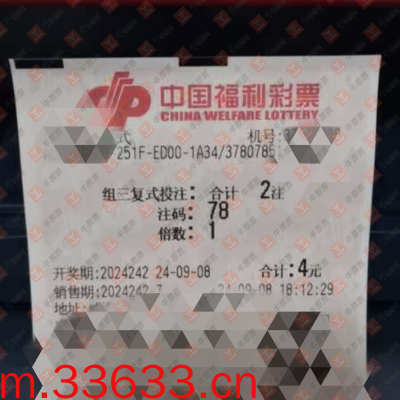 中国福利彩票
CHINA WELFARE LOTTERY
式 机号:
251F-ED00-1A34/378078
组三复式投注: 合计 2注
注码: 78
倍数: 1
开奖期:2024242 24-09-08 合计:4元
销售期:2024242 24-09-08 18:12:29
地址:
m.33633.cn